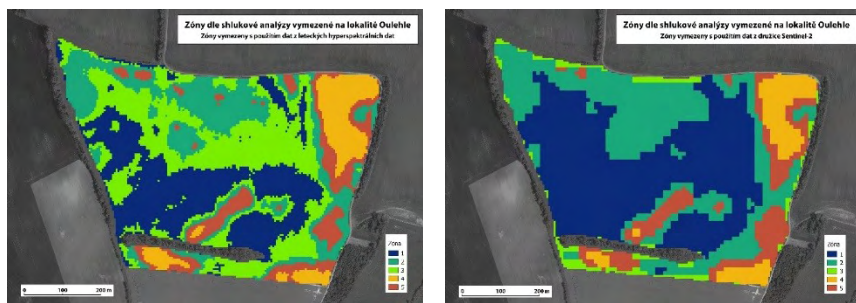 Zóny dle shlukové analýzy vymezené na lokalitě Oulehle
Zóny vymezeny s použitím dat z leteckých hyperspektrálních dat
Zóna
1
2
3
4
5
0 100 200 m
Zóny dle shlukové analýzy vymezené na lokalitě Oulehle
Zóny vymezeny s použitím dat z družice Sentinel-2
Zóna
1
2
3
4
5
0 100 200 m